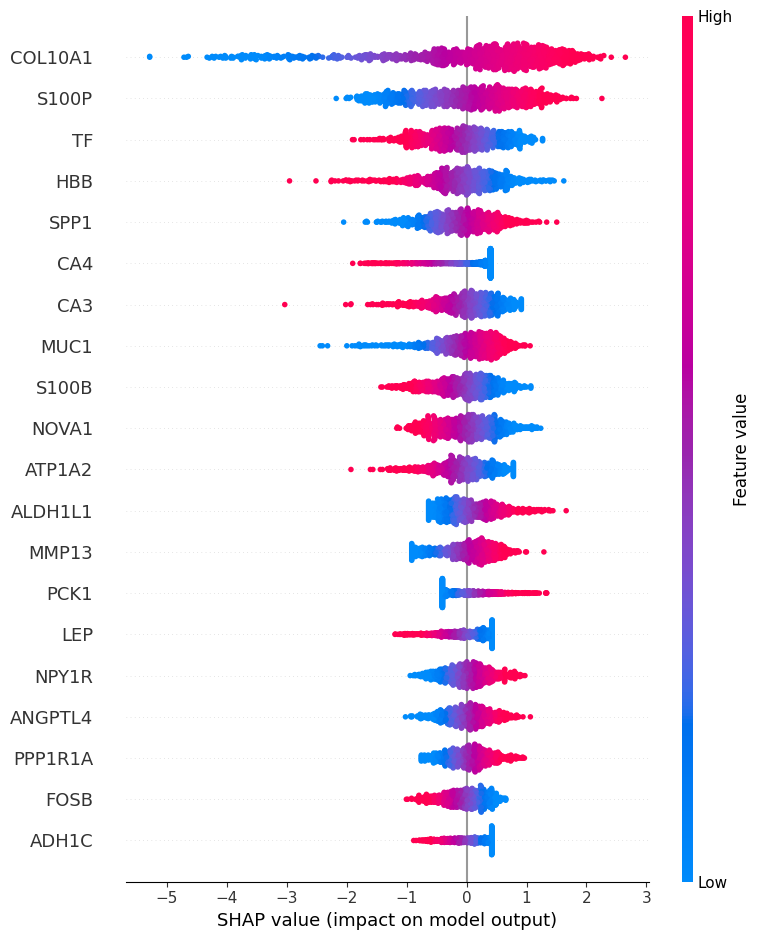 High
COL10A1
S100P
TF
HBB
SPP1
CA4
CA3
MUC1
S100B
NOVA1
ATP1A2
ALDH1L1
MMP13
PCK1
LEP
NPY1R
ANGPTL4
PPP1R1A
FOSB
ADH1C
Feature value
Low
−5 −4 −3 −2 −1 0 1 2 3
SHAP value (impact on model output)